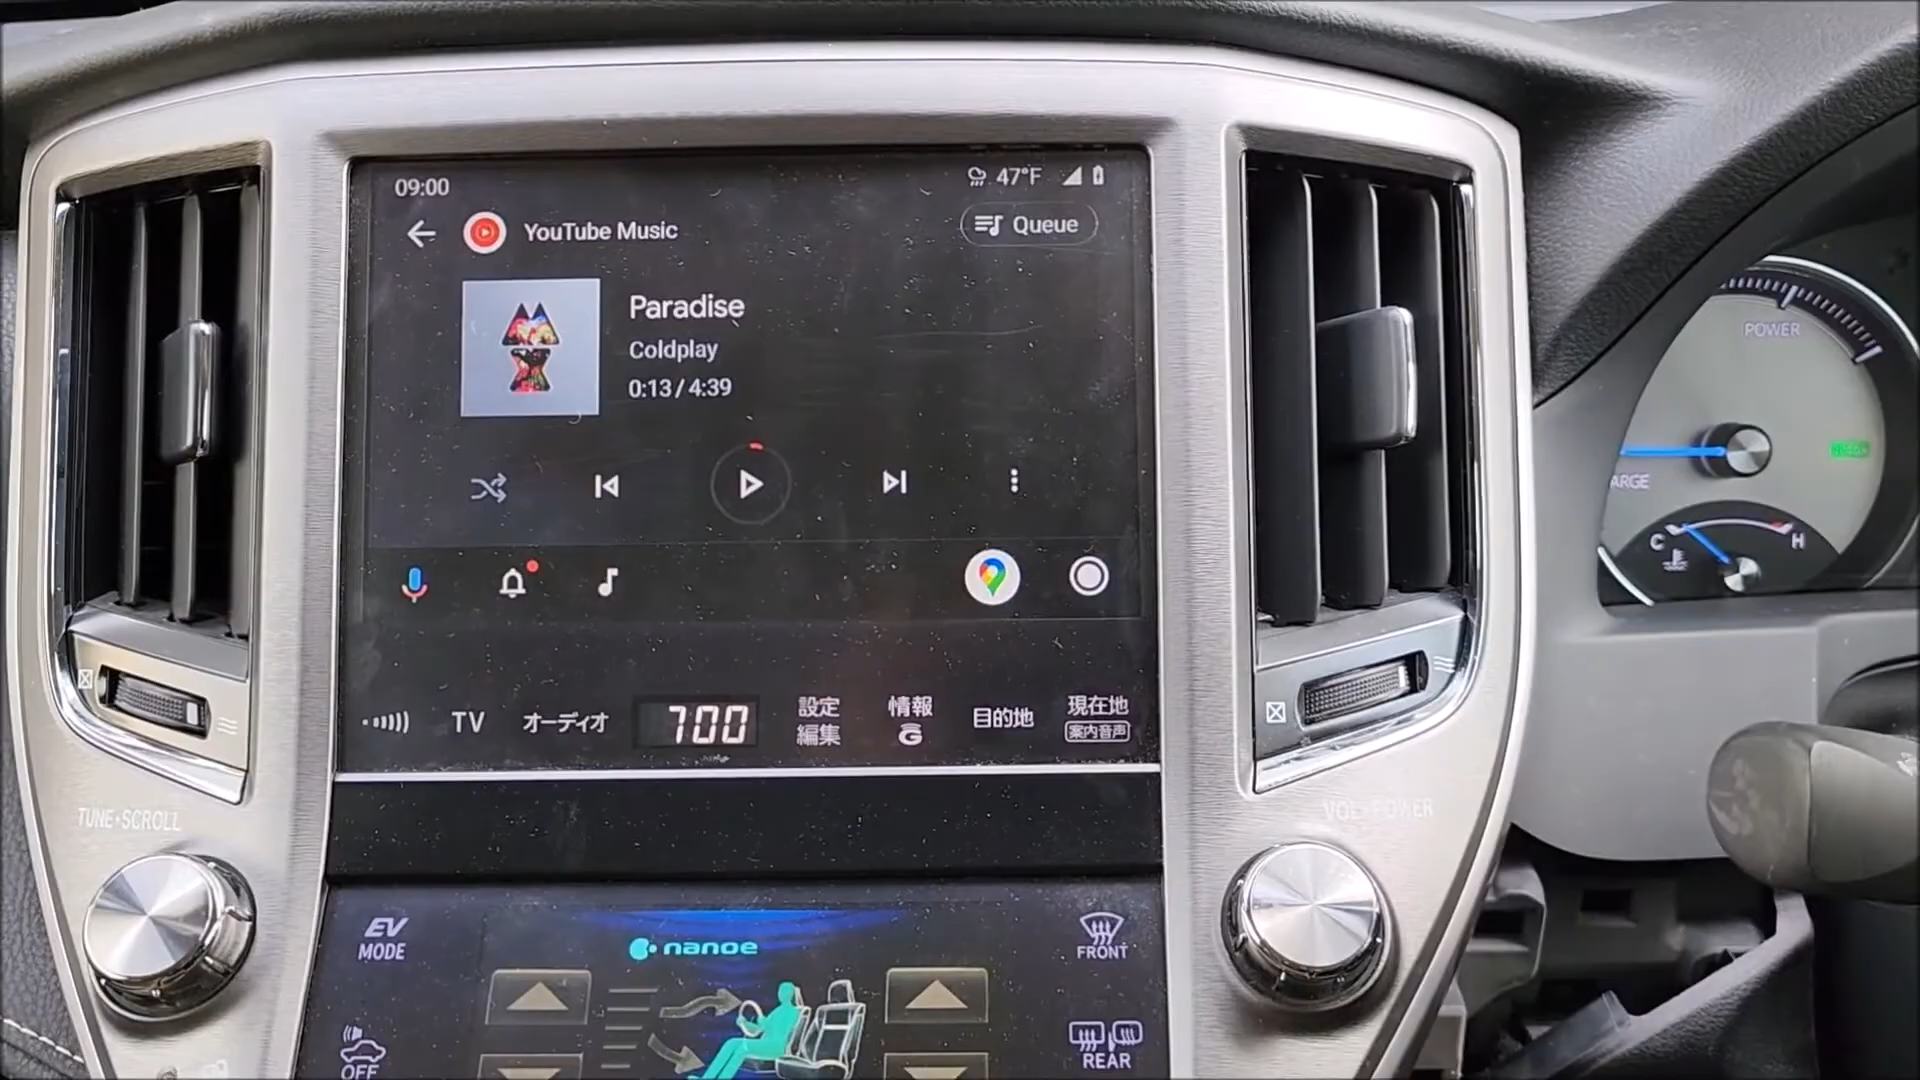 09:00
47°F
YouTube Music
Queue
Paradise
Coldplay
0:13 / 4:39
POWER
ARGE
C
H
TV
オーディオ
700
設定
編集
情報
G
目的地
現在地
案内音声
TUNE•SCROLL
VOL•POWER
EV
MODE
nanoe
FRONT
OFF
REAR